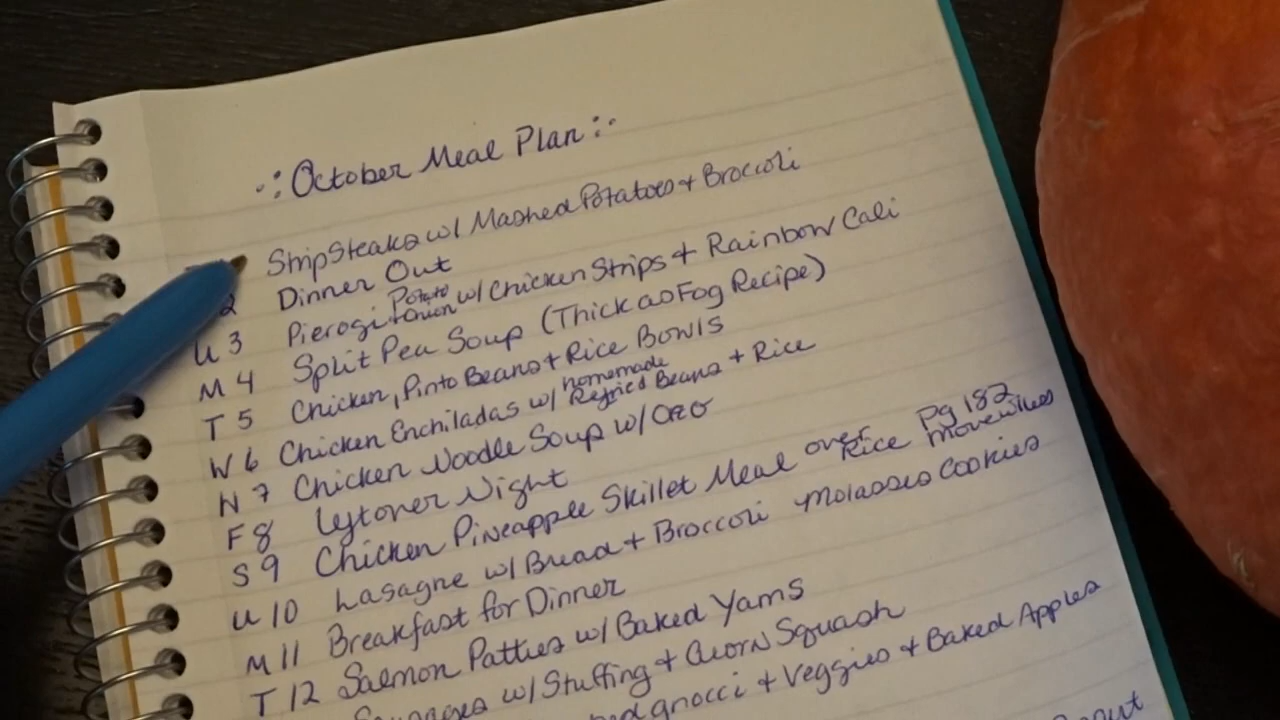 .: October Meal Plan :.
Strip Steaks w/ Mashed Potatoes + Broccoli
2 Dinner Out
U 3 Pierogi Potato + Onion w/ Chicken Strips + Rainbow Cali
M 4 Split Pea Soup (Thick as Fog Recipe)
T 5 Chicken, Pinto Beans + Rice Bowls
W 6 Chicken Enchiladas w/ homemade Refried Beans + Rice
N 7 Chicken Noodle Soup w/ ORO
F 8 Leftover Night
S 9 Chicken Pineapple Skillet Meal over Rice pg 182
U 10 Lasagne w/ Bread + Broccoli Molasses Cookies
M 11 Breakfast for Dinner
T 12 Salmon Patties w/ Baked Yams
Sausages w/ Stuffing + Acorn Squash
gnocci + Veggies + Baked Apples